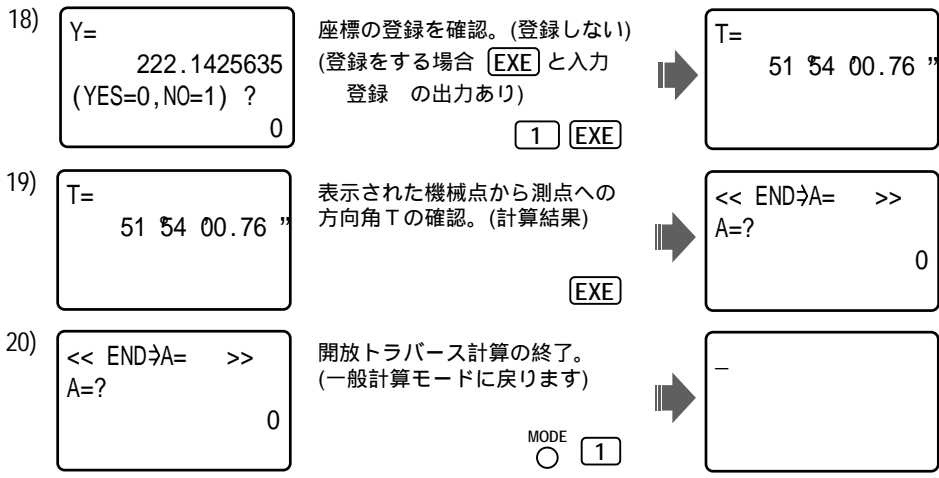 18)
Y=
222.1425635
(YES=0,NO=1) ?
0
座標の登録を確認。(登録しない)
(登録をする場合 EXE と入力
登録 の出力あり)
1 EXE
T=
51°54′00.76 ”
19)
T=
51°54′00.76 ”
表示された機械点から測点への
方向角Tの確認。(計算結果)
EXE
<< END⇒A= >>
A=?
0
20)
<< END⇒A= >>
A=?
0
開放トラバース計算の終了。
(一般計算モードに戻ります)
MODE
1
_